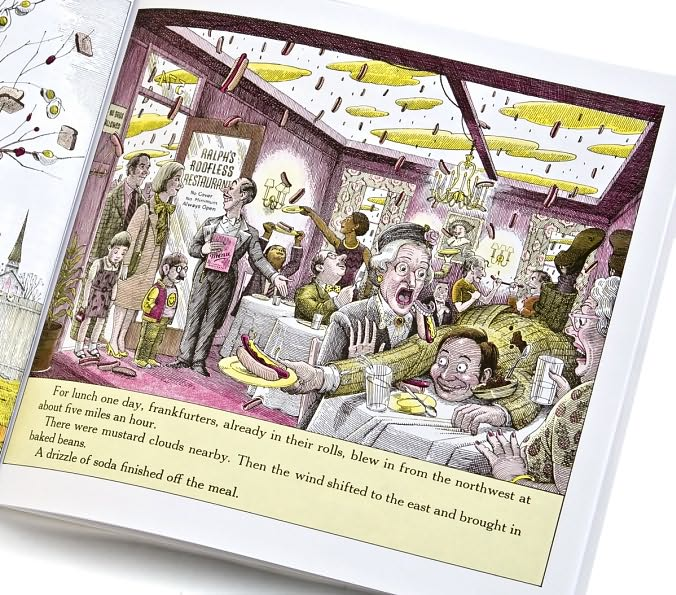 RALPH'S
ROOFLESS
RESTAURANT
No Cover
No Minimum
Always Open
Menu
For lunch one day, frankfurters, already in their rolls, blew in from the northwest at
about five miles an hour.
There were mustard clouds nearby. Then the wind shifted to the east and brought in
baked beans.
A drizzle of soda finished off the meal.